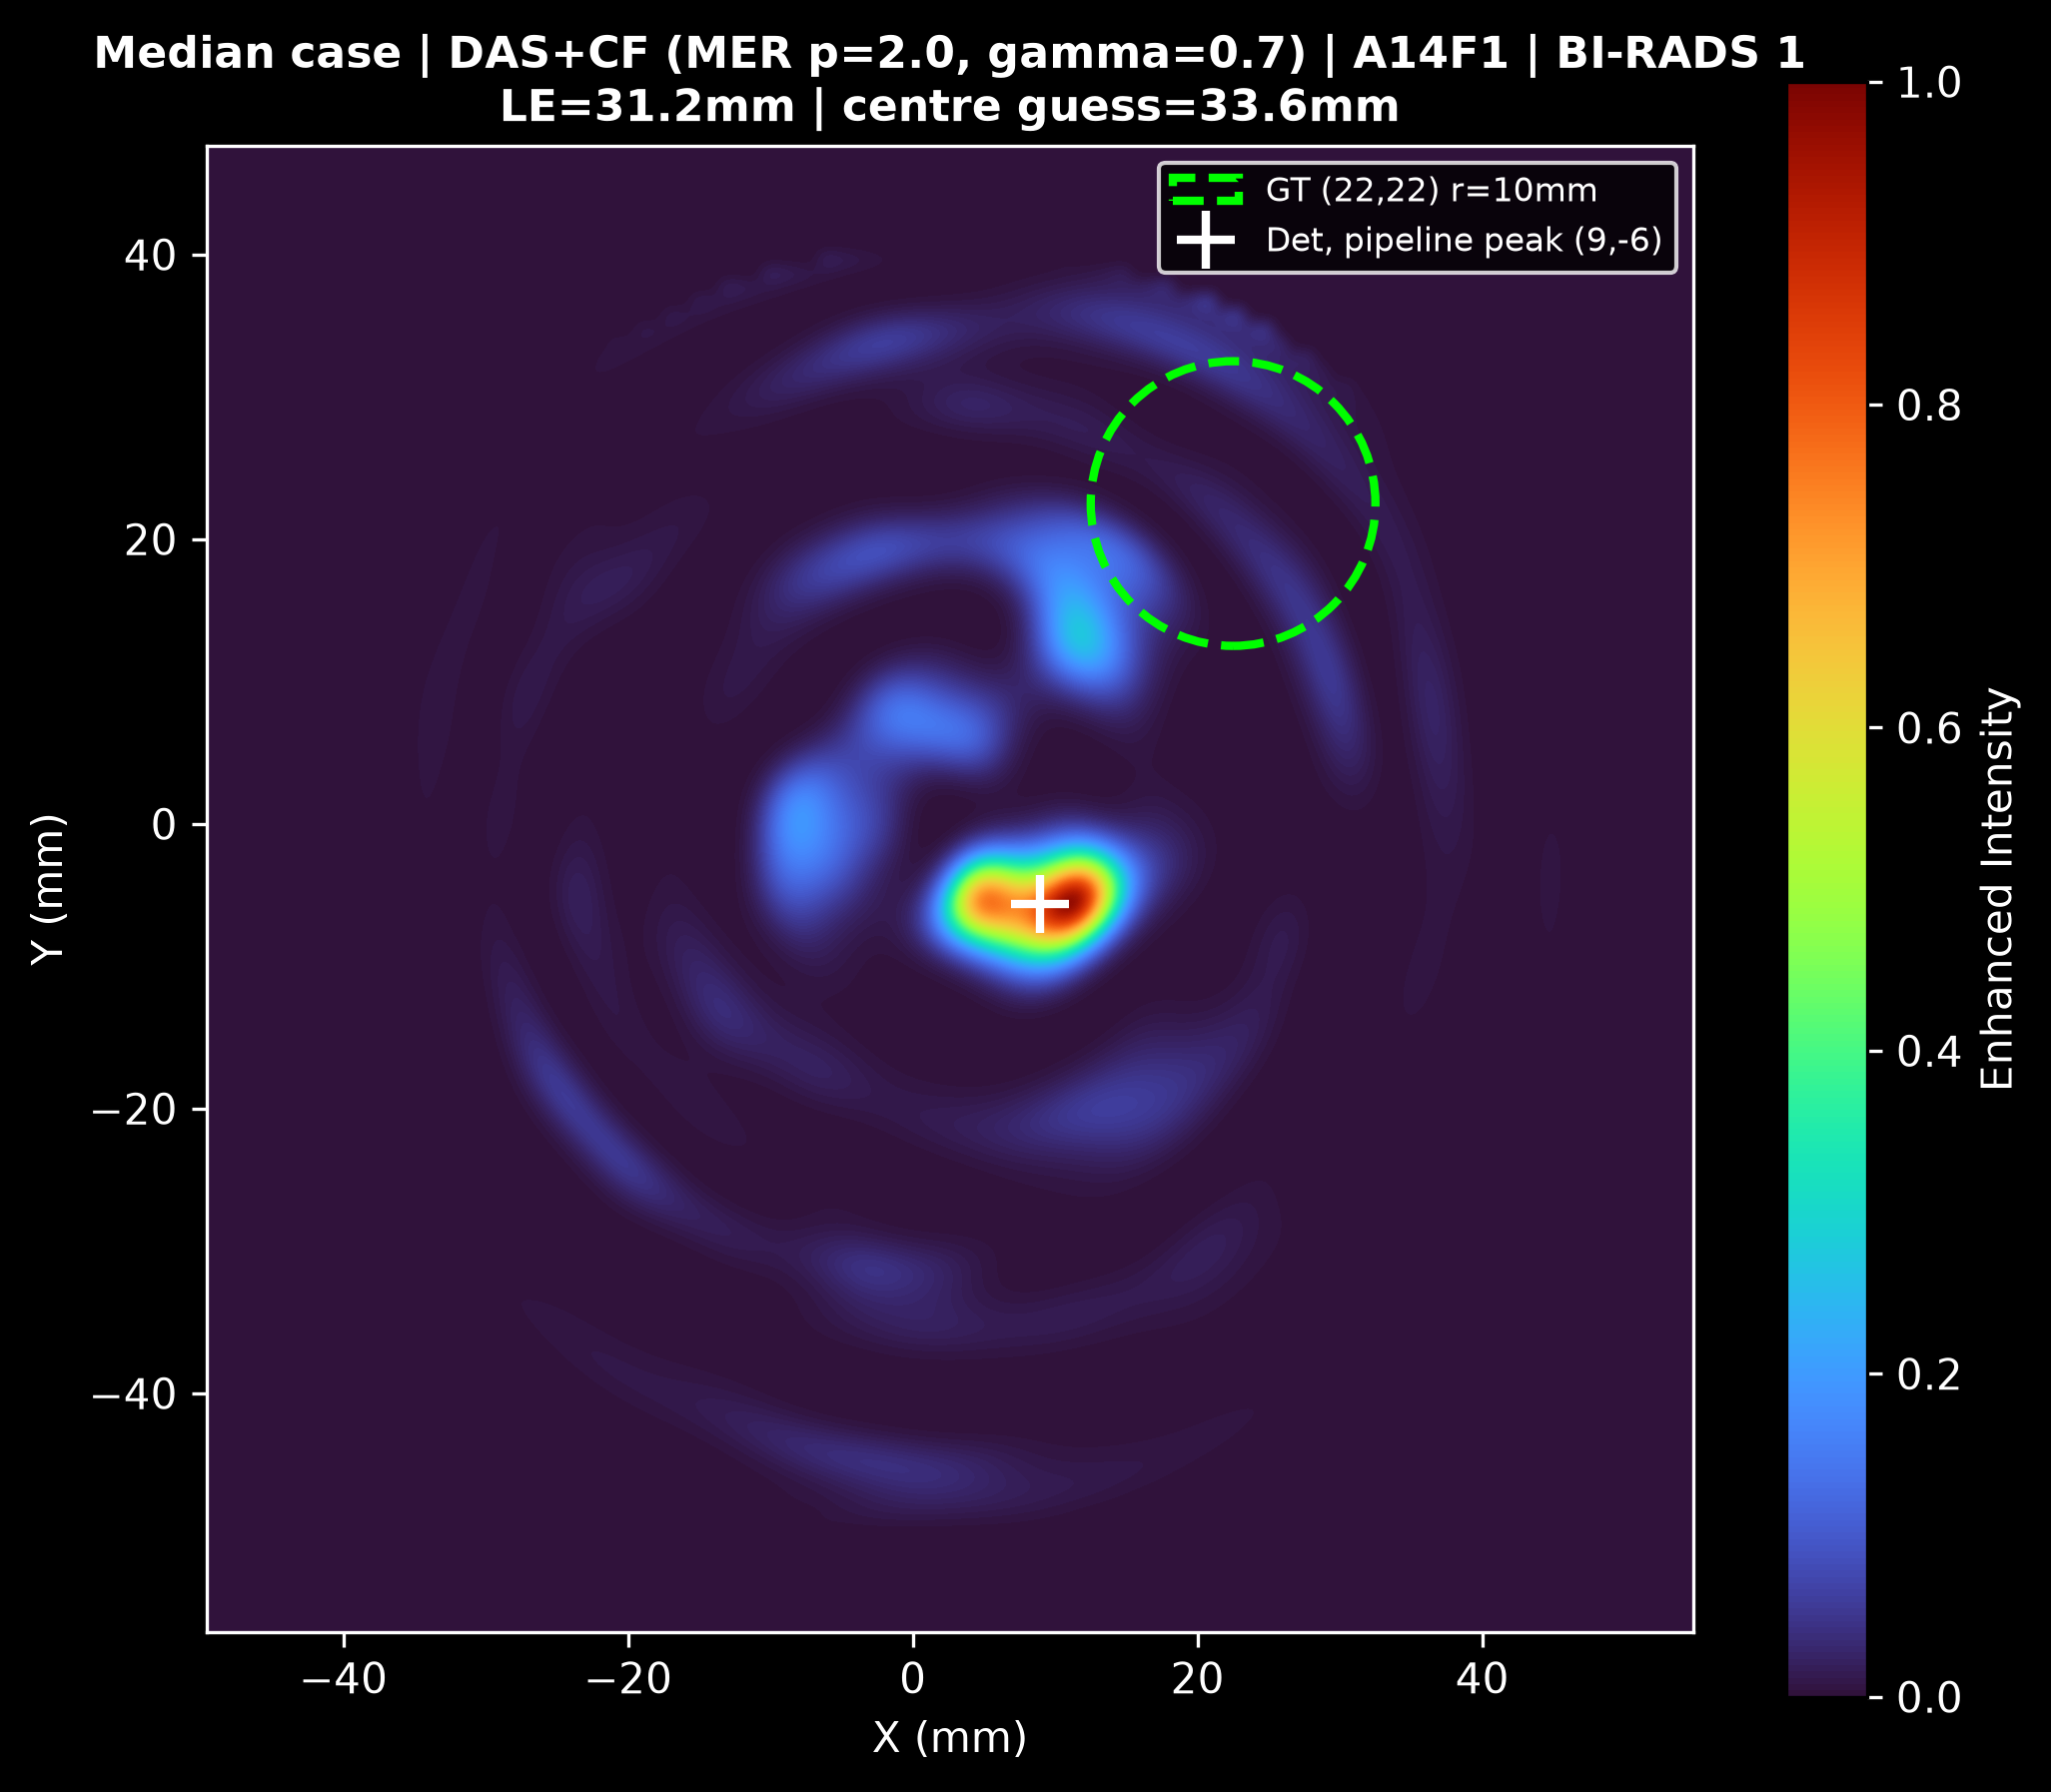 Median case | DAS+CF (MER p=2.0, gamma=0.7) | A14F1 | BI-RADS 1
LE=31.2mm | centre guess=33.6mm
GT (22,22) r=10mm
Det, pipeline peak (9,-6)
40
20
0
−20
−40
Y (mm)
−40
−20
0
20
40
X (mm)
1.0
0.8
0.6
0.4
0.2
0.0
Enhanced Intensity